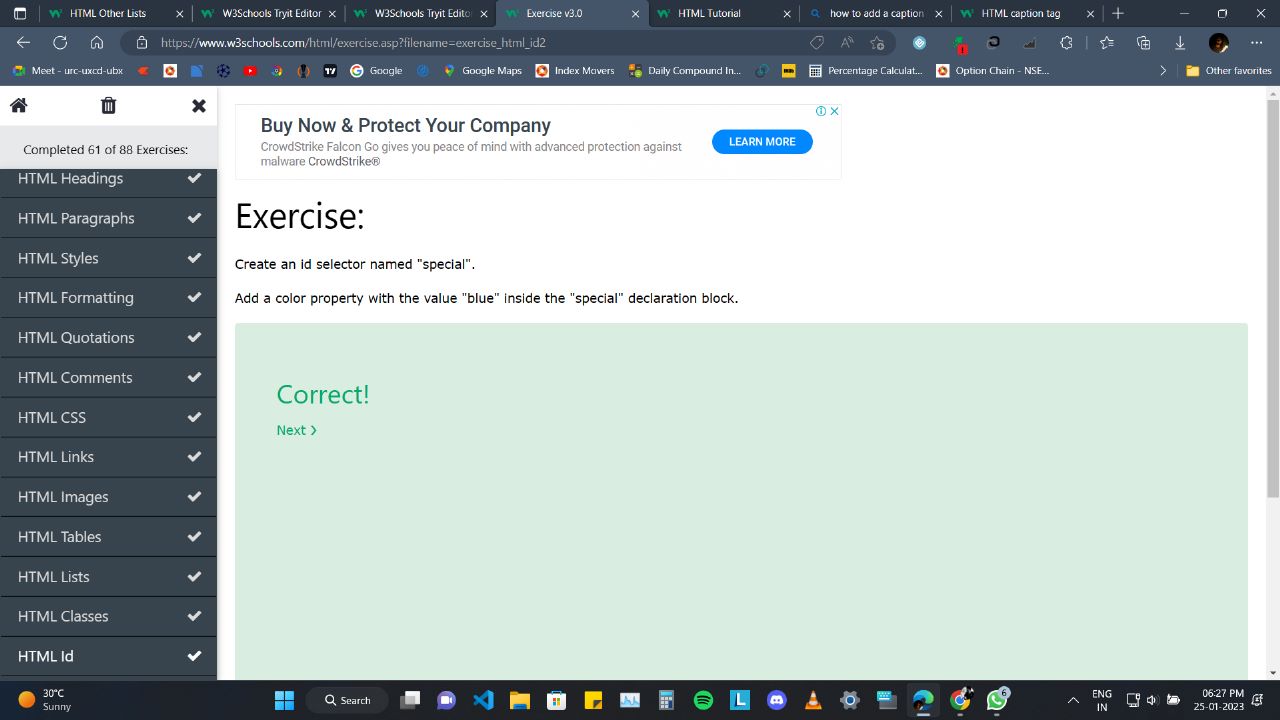 HTML Other Lists
W3Schools Tryit Editor
W3Schools Tryit Editor
Exercise v3.0
HTML Tutorial
how to add a caption
HTML caption tag
https://www.w3schools.com/html/exercise.asp?filename=exercise_html_id2
Meet - urc-wsd-ubx
Google
Google Maps
Index Movers
Daily Compound In...
Percentage Calculat...
Option Chain - NSE...
Other favorites
Completed 41 of 88 Exercises:
HTML Headings
HTML Paragraphs
HTML Styles
HTML Formatting
HTML Quotations
HTML Comments
HTML CSS
HTML Links
HTML Images
HTML Tables
HTML Lists
HTML Classes
HTML Id
Buy Now & Protect Your Company
CrowdStrike Falcon Go gives you peace of mind with advanced protection against
malware CrowdStrike®
LEARN MORE
Exercise:
Create an id selector named "special".
Add a color property with the value "blue" inside the "special" declaration block.
Correct!
Next ❯
30°C
Sunny
Search
6
ENG
IN
06:27 PM
25-01-2023